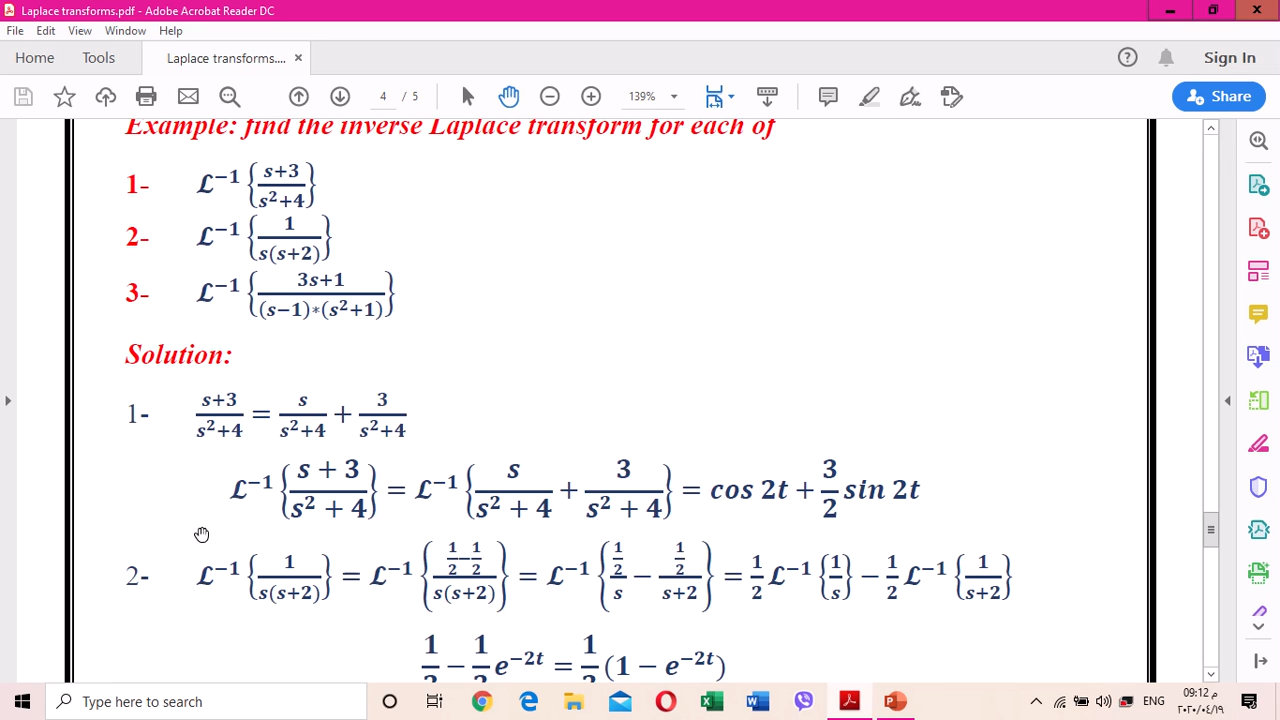 Laplace transforms.pdf - Adobe Acrobat Reader DC
File Edit View Window Help
Home Tools Laplace transforms.... × Sign In
4 / 5 139% Share
Example: find the inverse Laplace transform for each of
1- ℒ⁻¹ {(s+3)/(s²+4)}
2- ℒ⁻¹ {1/(s(s+2))}
3- ℒ⁻¹ {(3s+1)/((s−1)*(s²+1))}
Solution:
1- (s+3)/(s²+4) = s/(s²+4) + 3/(s²+4)
ℒ⁻¹ {(s + 3)/(s² + 4)} = ℒ⁻¹ {s/(s² + 4) + 3/(s² + 4)} = cos 2t + 3/2 sin 2t
2- ℒ⁻¹ {1/(s(s+2))} = ℒ⁻¹ {(1/2 − 1/2)/(s(s+2))} = ℒ⁻¹ {(1/2)/s − (1/2)/(s+2)} = 1/2 ℒ⁻¹ {1/s} − 1/2 ℒ⁻¹ {1/(s+2)}
1/2 − 1/2 e⁻²ᵗ = 1/2 (1 − e⁻²ᵗ)
Type here to search ENG م 09:12
٢٠٢٠/٠٤/١٩